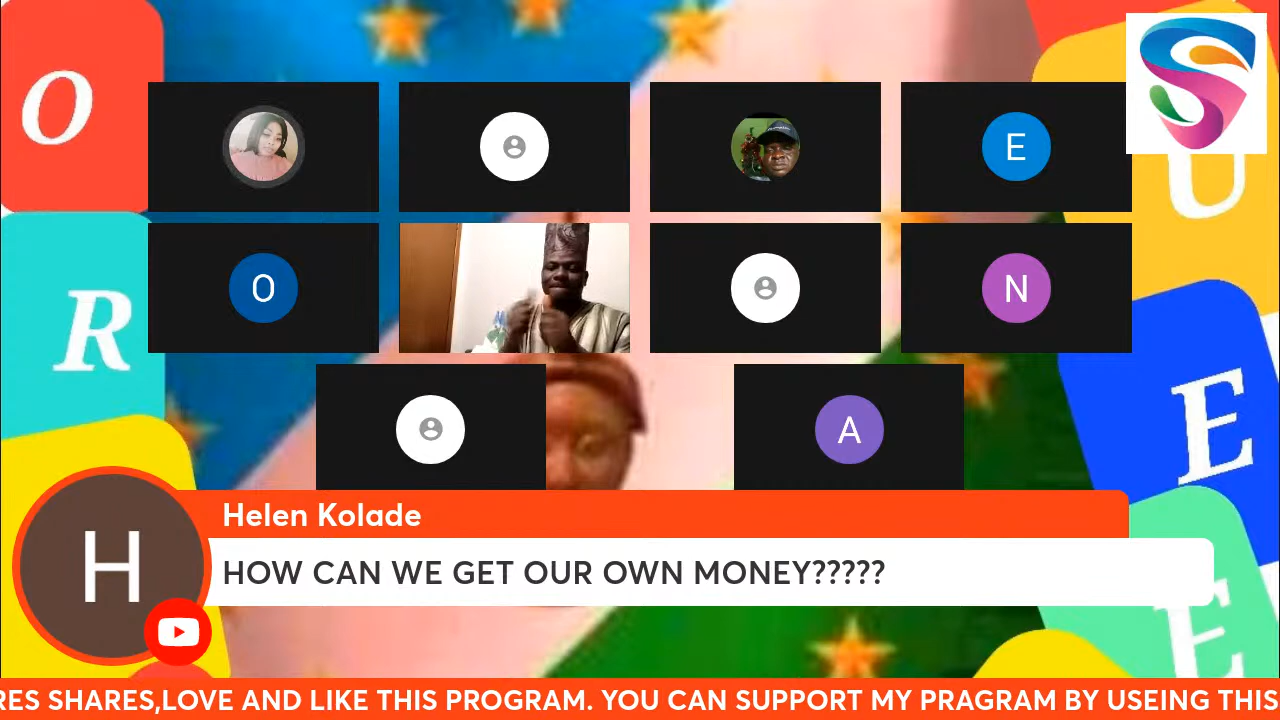 O
U
E
O
N
R
E
A
H
Helen Kolade
HOW CAN WE GET OUR OWN MONEY?????
E
RES SHARES,LOVE AND LIKE THIS PROGRAM. YOU CAN SUPPORT MY PRAGRAM BY USEING THIS